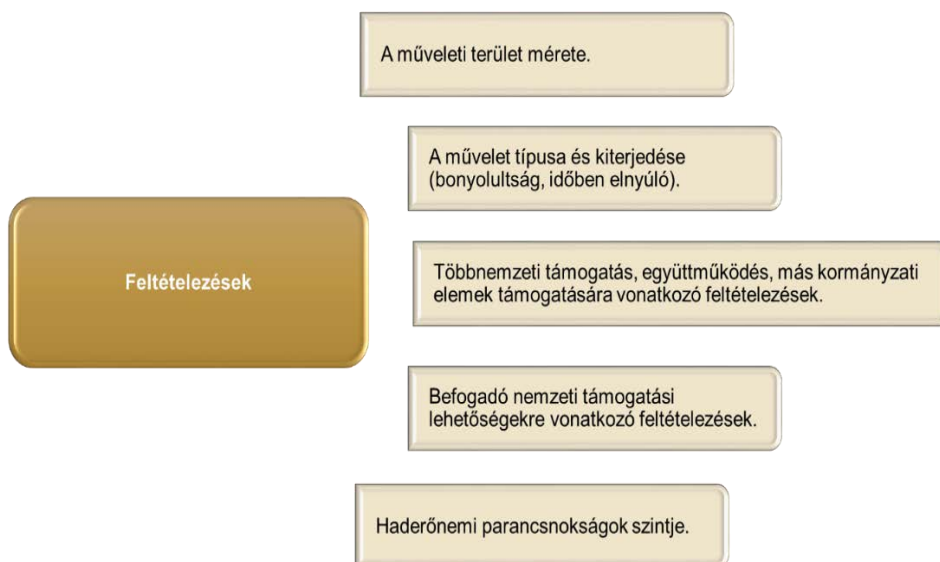 A műveleti terület mérete.
A művelet típusa és kiterjedése
(bonyolultság, időben elnyúló).
Feltételezések
Többnemzeti támogatás, együttműködés, más kormányzati
elemek támogatására vonatkozó feltételezések.
Befogadó nemzeti támogatási
lehetőségekre vonatkozó feltételezések.
Haderőnemi parancsnokságok szintje.